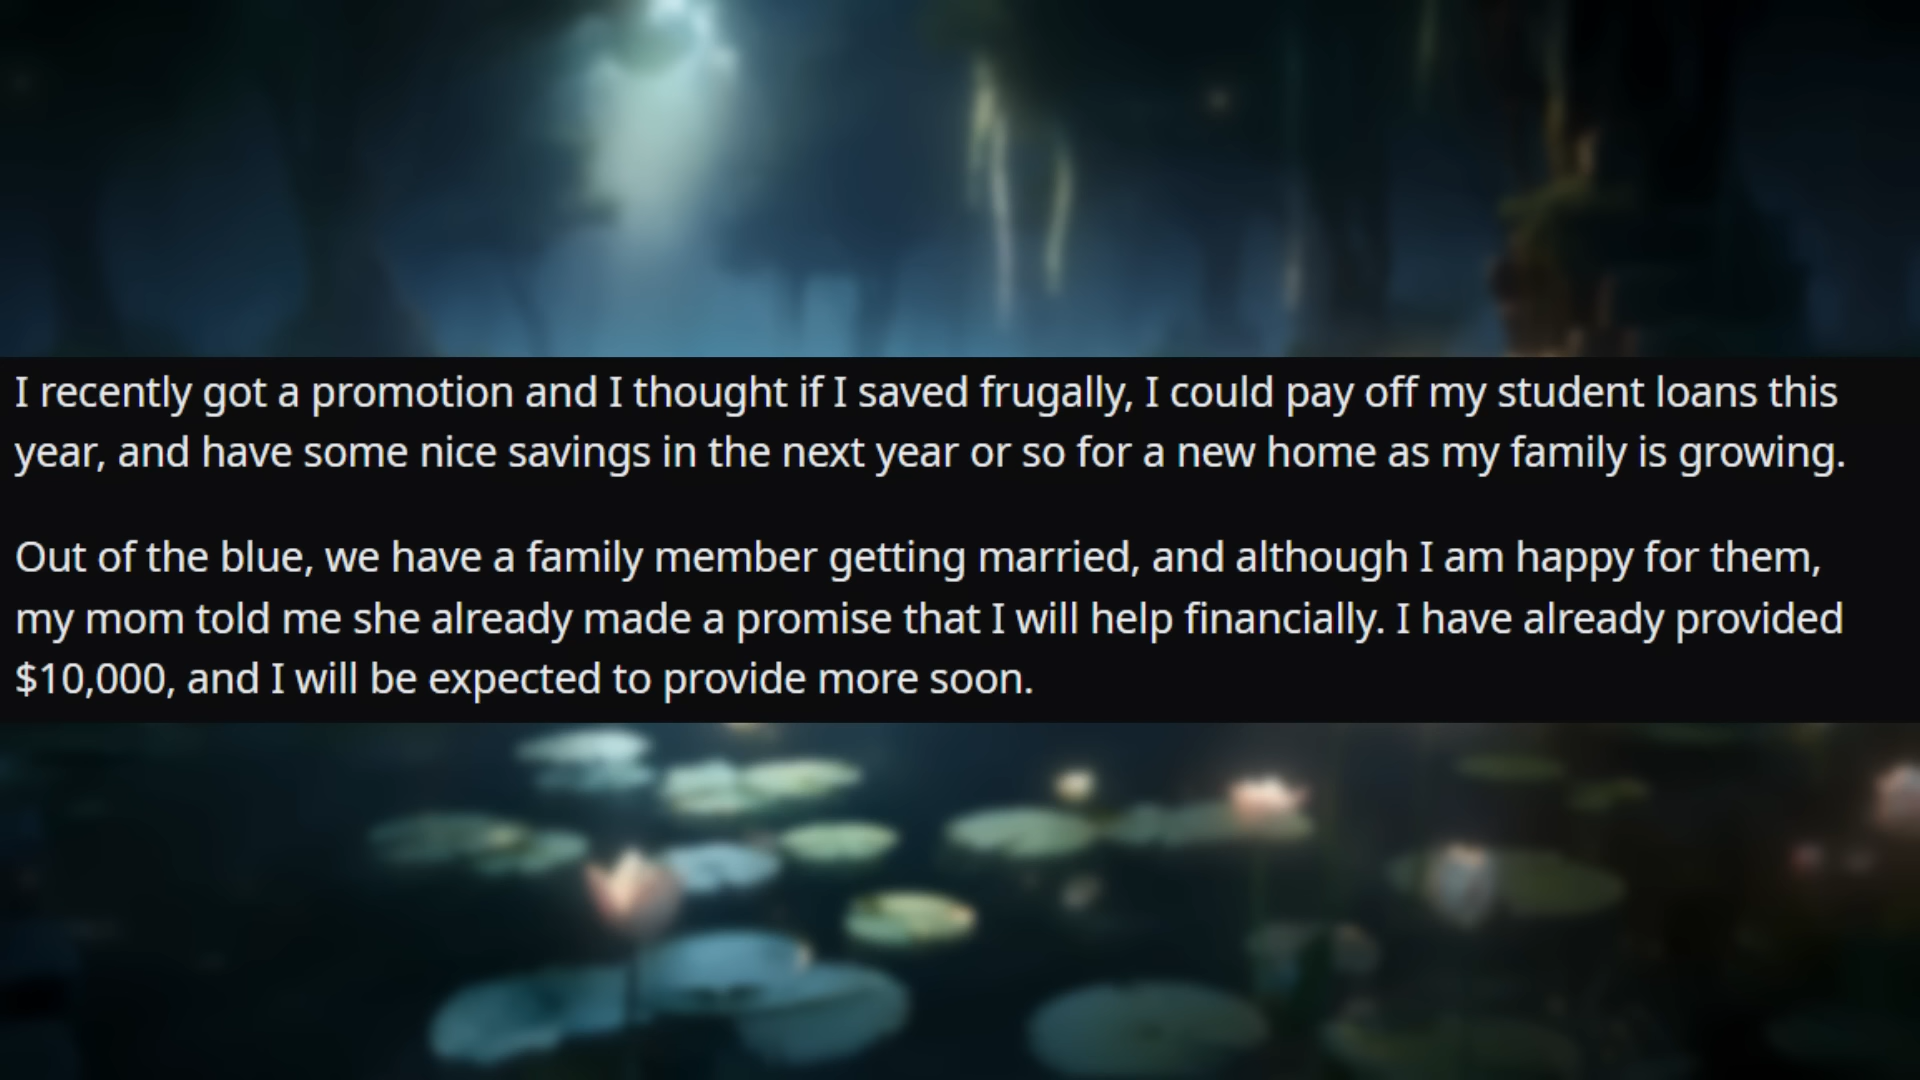 I recently got a promotion and I thought if I saved frugally, I could pay off my student loans this
year, and have some nice savings in the next year or so for a new home as my family is growing.
Out of the blue, we have a family member getting married, and although I am happy for them,
my mom told me she already made a promise that I will help financially. I have already provided
$10,000, and I will be expected to provide more soon.